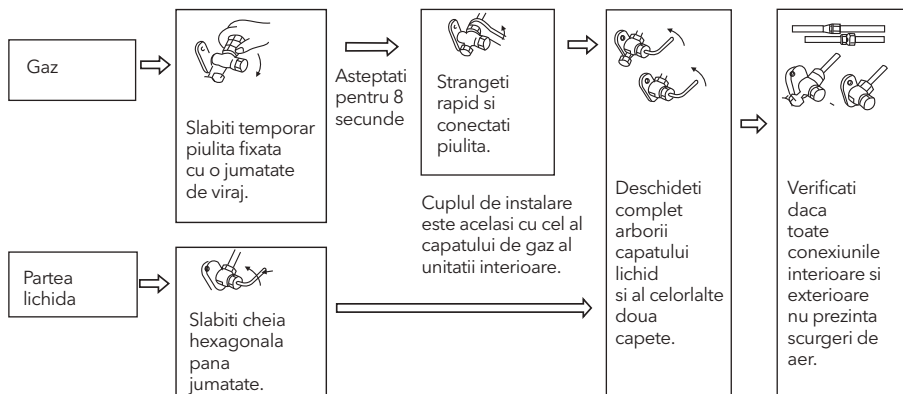 Gaz
Slabiti temporar
piulita fixata
cu o jumatate
de viraj.
Asteptati
pentru 8
secunde
Strangeti
rapid si
conectati
piulita.
Cuplul de instalare
este acelasi cu cel al
capatului de gaz al
unitatii interioare.
Partea
lichida
Slabiti cheia
hexagonala
pana
jumatate.
Deschideti
complet
arborii
capatului
lichid
si al celorlalte
doua
capete.
Verificati
daca
toate
conexiunile
interioare si
exterioare
nu prezinta
scurgeri de
aer.